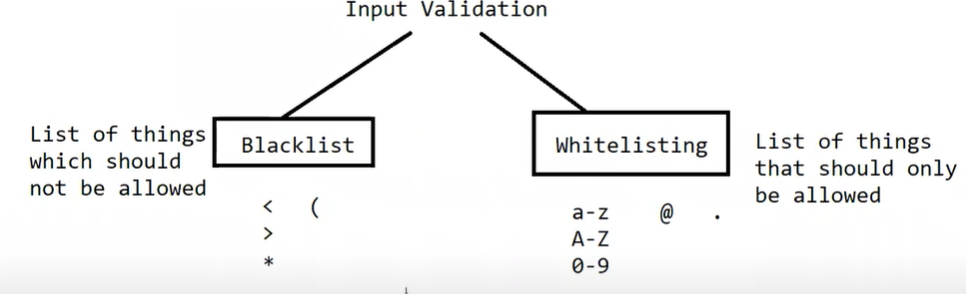 Input Validation
List of things
which should
not be allowed
Blacklist
< (
>
*
Whitelisting
a-z @ .
A-Z
0-9
List of things
that should only
be allowed